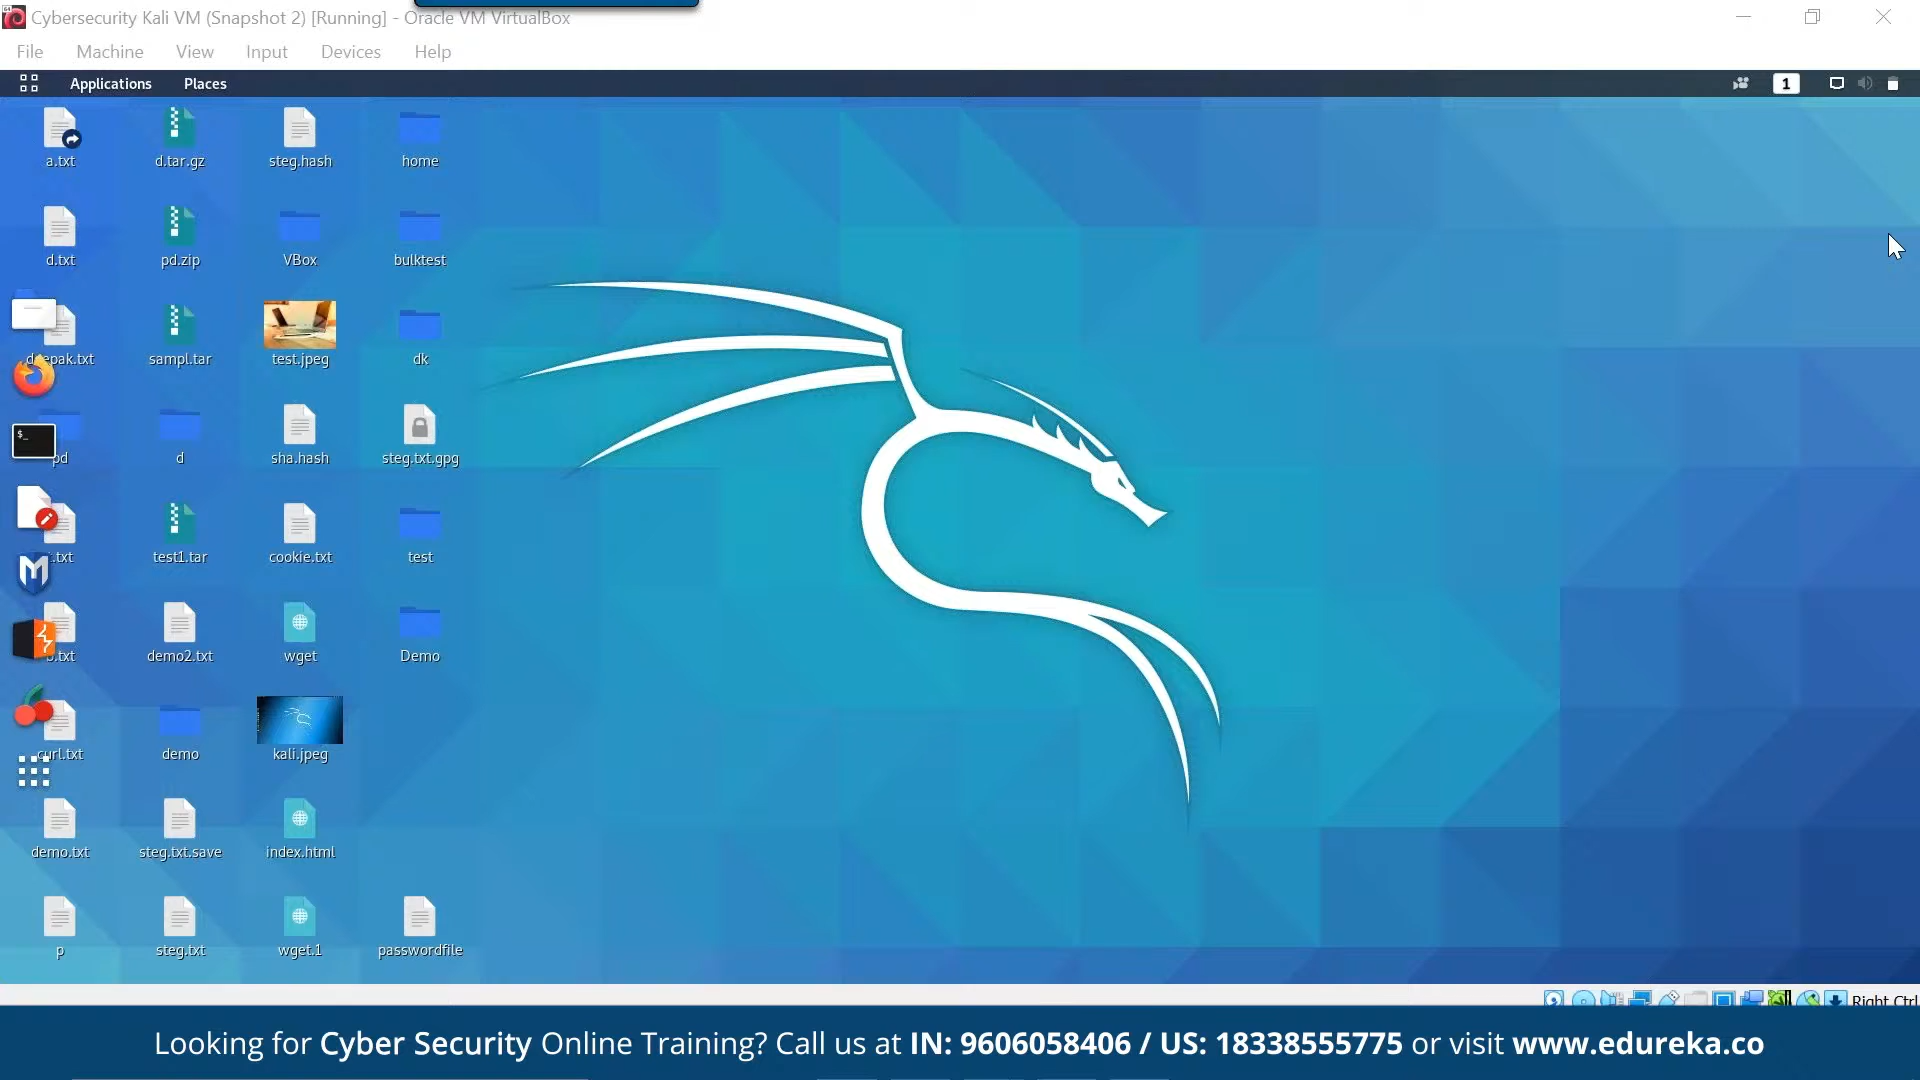 Cybersecurity Kali VM (Snapshot 2) [Running] - Oracle VM VirtualBox
File Machine View Input Devices Help
Applications Places 1
a.txt d.tar.gz steg.hash home
d.txt pd.zip VBox bulktest
sampl.tar test.jpeg dk
pd d sha.hash steg.txt.gpg
.txt test1.tar cookie.txt test
.txt demo2.txt wget Demo
curl.txt demo kali.jpeg
demo.txt steg.txt.save index.html
p steg.txt wget.1 passwordfile
Right Ctrl
Looking for Cyber Security Online Training? Call us at IN: 9606058406 / US: 18338555775 or visit www.edureka.co